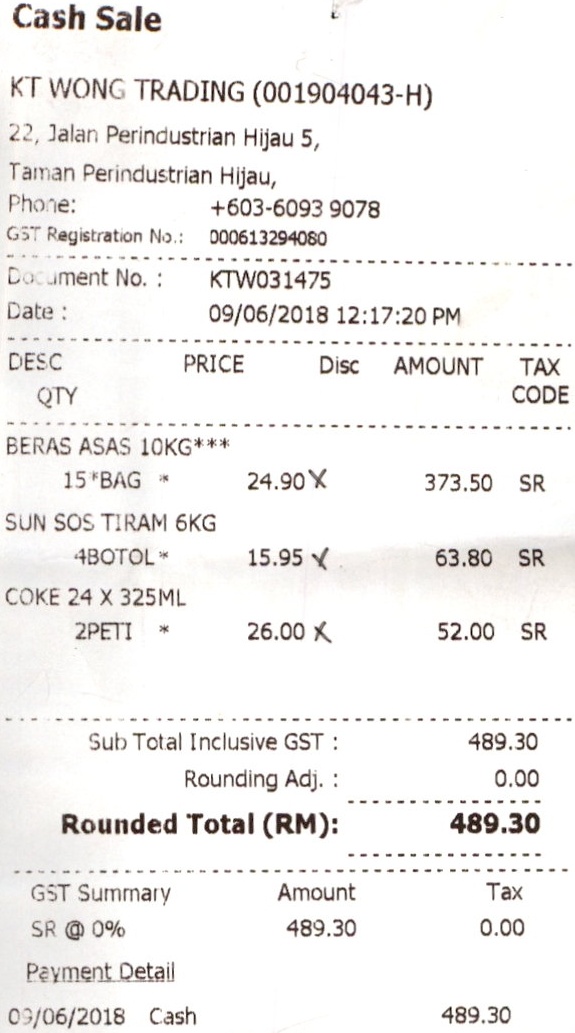 Cash Sale
KT WONG TRADING (001904043-H)
22, Jalan Perindustrian Hijau 5,
Taman Perindustrian Hijau,
Phone: +603-6093 9078
GST Registration No.: 000613294080
Document No. : KTW031475
Date : 09/06/2018 12:17:20 PM
DESC PRICE Disc AMOUNT TAX
QTY CODE
BERAS ASAS 10KG***
15*BAG * 24.90 373.50 SR
SUN SOS TIRAM 6KG
4BOTOL * 15.95 63.80 SR
COKE 24 X 325ML
2PETI * 26.00 52.00 SR
Sub Total Inclusive GST : 489.30
Rounding Adj. : 0.00
Rounded Total (RM): 489.30
GST Summary Amount Tax
SR @ 0% 489.30 0.00
Payment Detail
09/06/2018 Cash 489.30